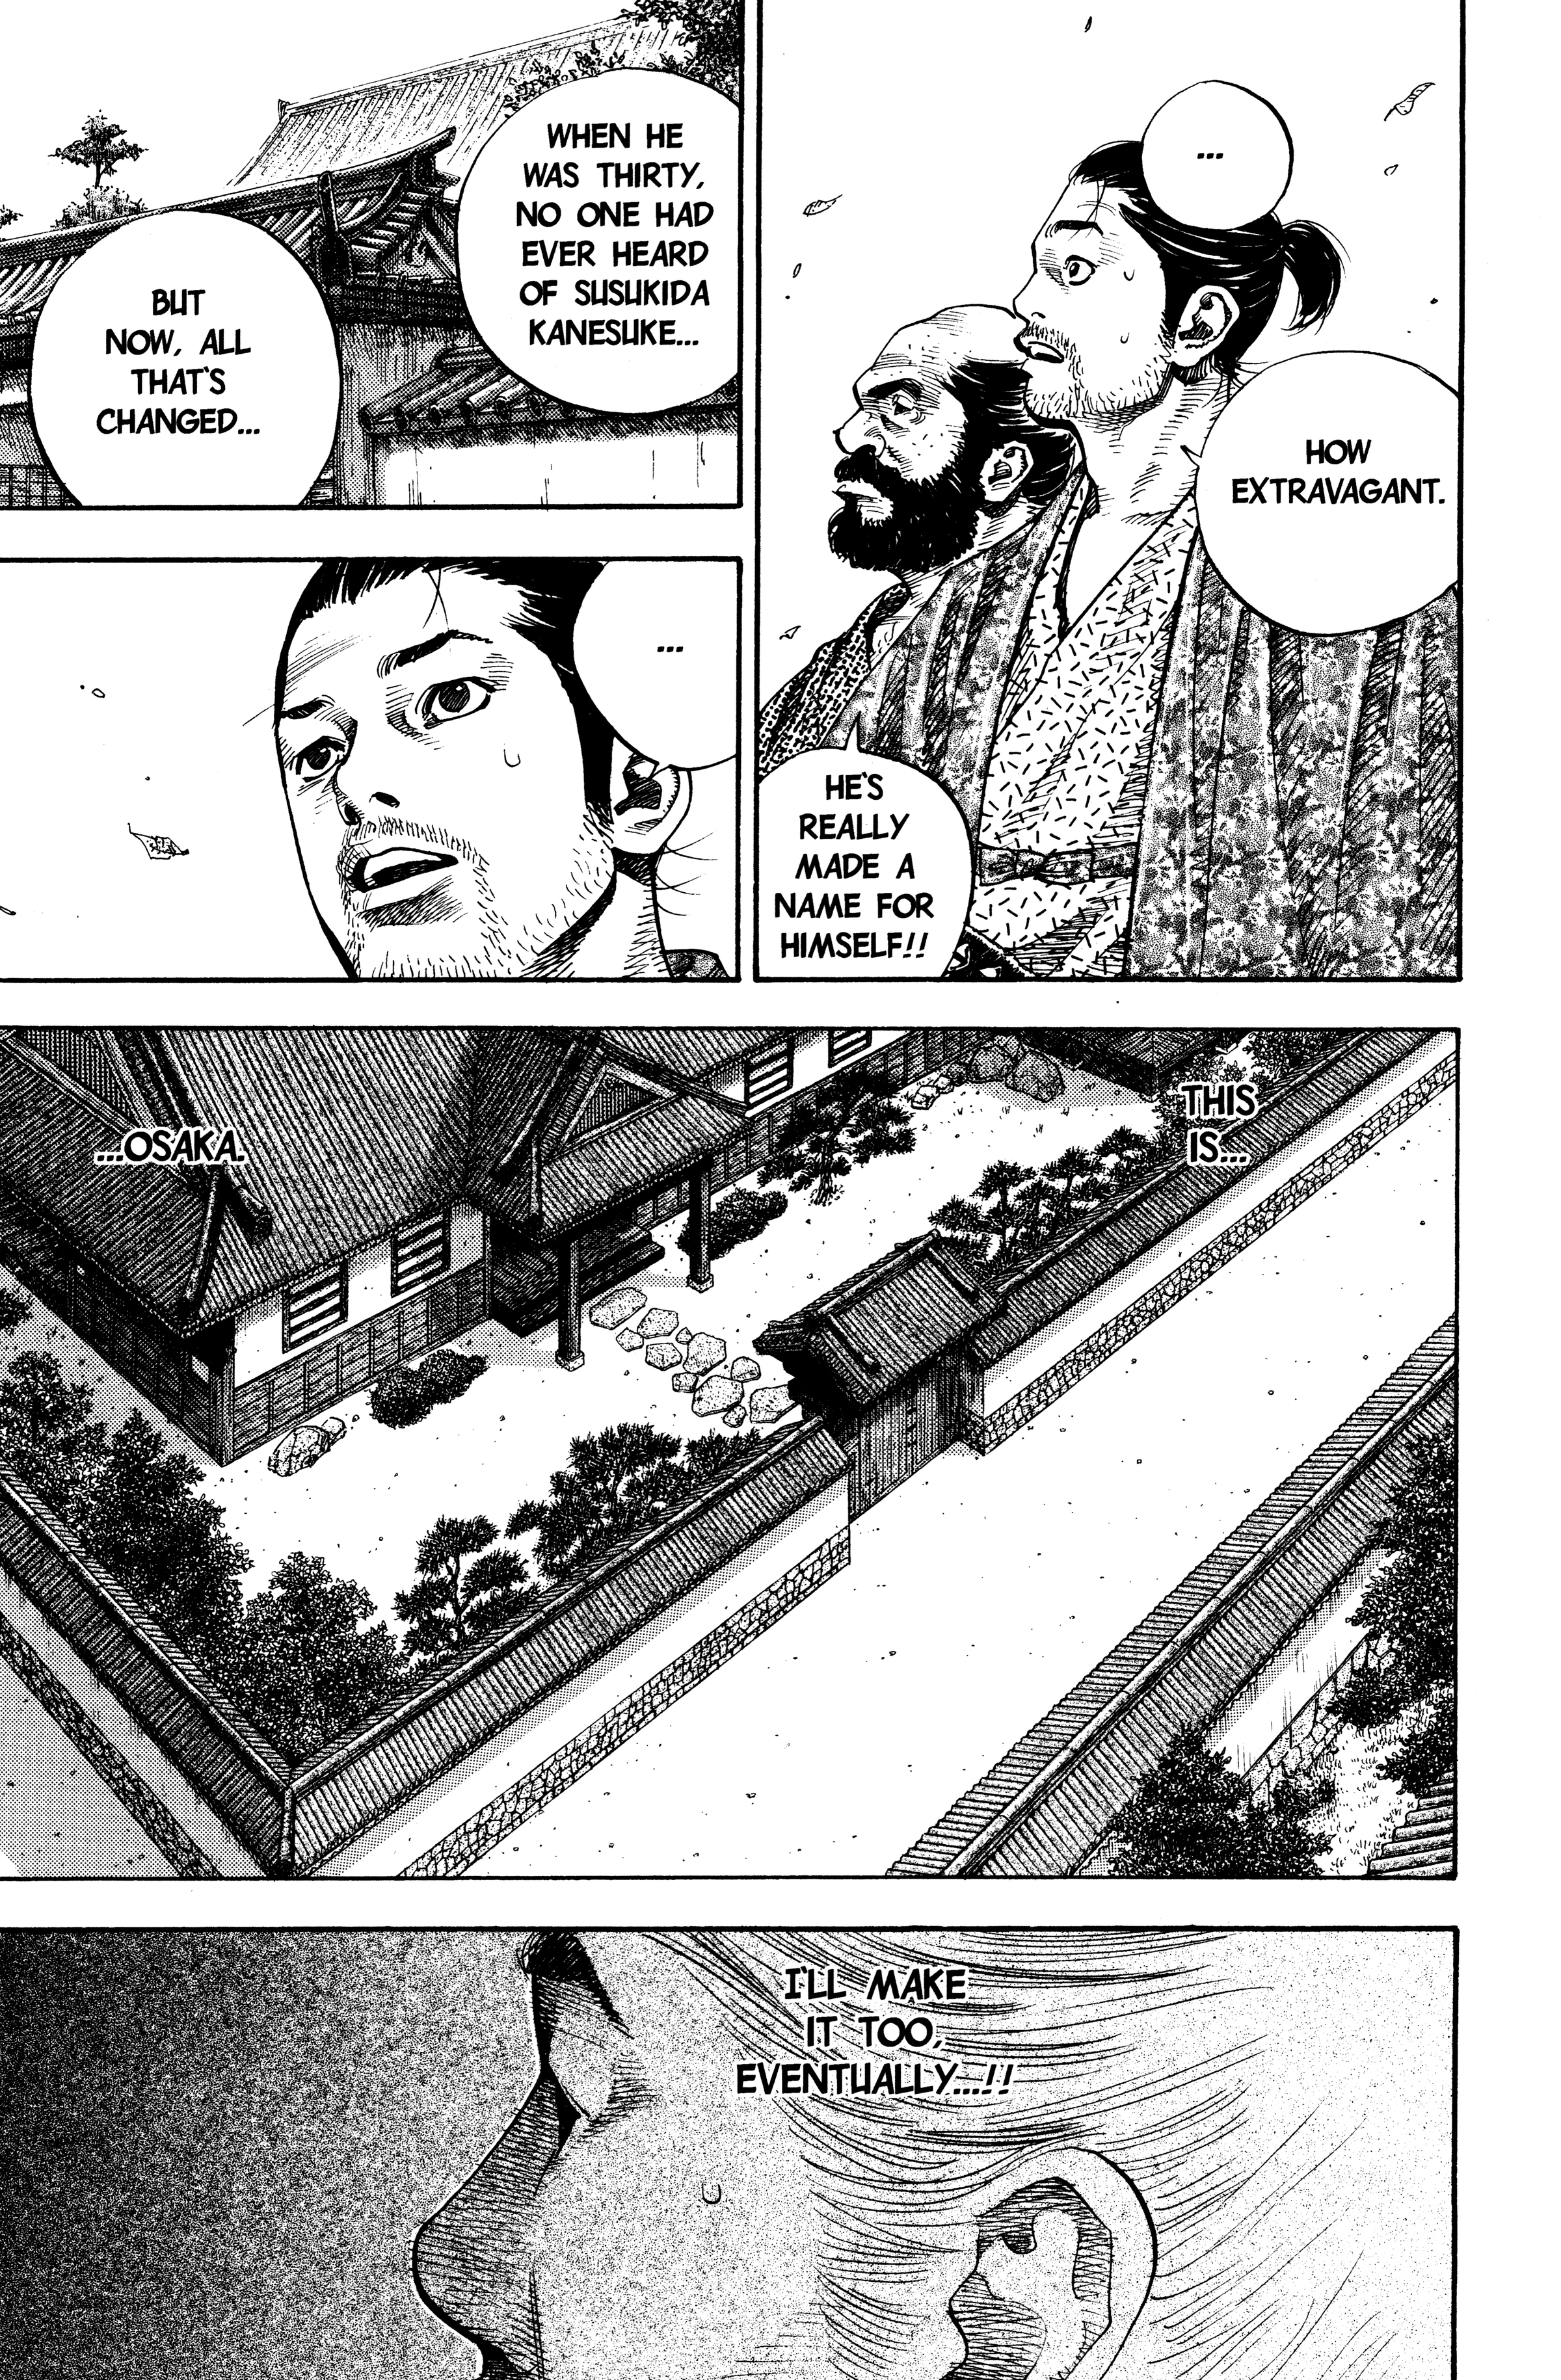 ...
HOW
EXTRAVAGANT.
HE'S
REALLY
MADE A
NAME FOR
HIMSELF!!
WHEN HE
WAS THIRTY,
NO ONE HAD
EVER HEARD
OF SUSUKIDA
KANESUKE...
BUT
NOW, ALL
THAT'S
CHANGED...
...
THIS
IS...
...OSAKA.
I'LL MAKE
IT TOO,
EVENTUALLY...!!